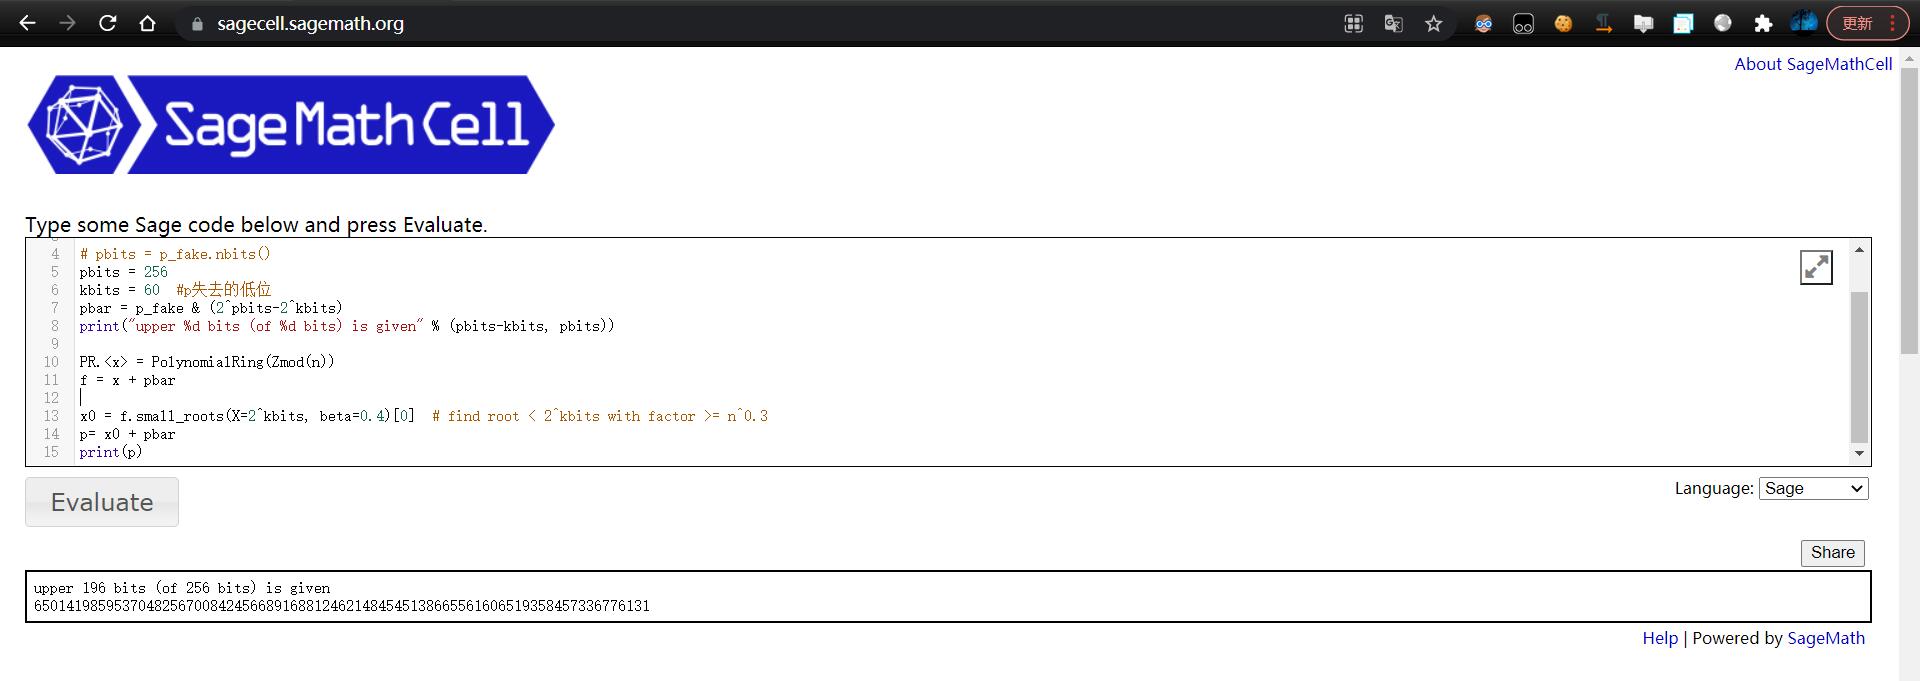 sagecell.sagemath.org
更新
About SageMathCell
SageMathCell
Type some Sage code below and press Evaluate.
4 # pbits = p_fake.nbits()
5 pbits = 256
6 kbits = 60  #p失去的低位
7 pbar = p_fake & (2^pbits-2^kbits)
8 print("upper %d bits (of %d bits) is given" % (pbits-kbits, pbits))
9
10 PR.<x> = PolynomialRing(Zmod(n))
11 f = x + pbar
12
13 x0 = f.small_roots(X=2^kbits, beta=0.4)[0]  # find root < 2^kbits with factor >= n^0.3
14 p= x0 + pbar
15 print(p)
Evaluate
Language: Sage
Share
upper 196 bits (of 256 bits) is given
65014198595370482567008424566891688124621484545138665561606519358457336776131
Help | Powered by SageMath